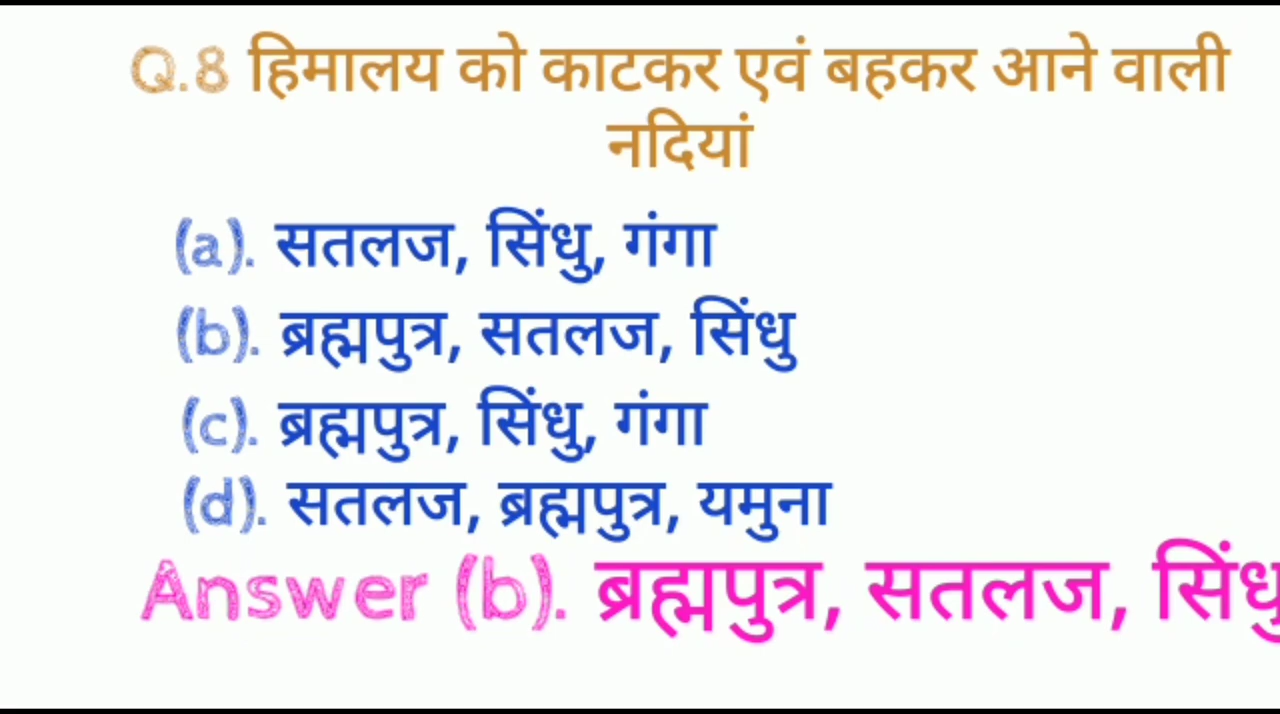 Q.8 हिमालय को काटकर एवं बहकर आने वाली
नदियां
(a). सतलज, सिंधु, गंगा
(b). ब्रह्मपुत्र, सतलज, सिंधु
(c). ब्रह्मपुत्र, सिंधु, गंगा
(d). सतलज, ब्रह्मपुत्र, यमुना
Answer (b). ब्रह्मपुत्र, सतलज, सिंधु